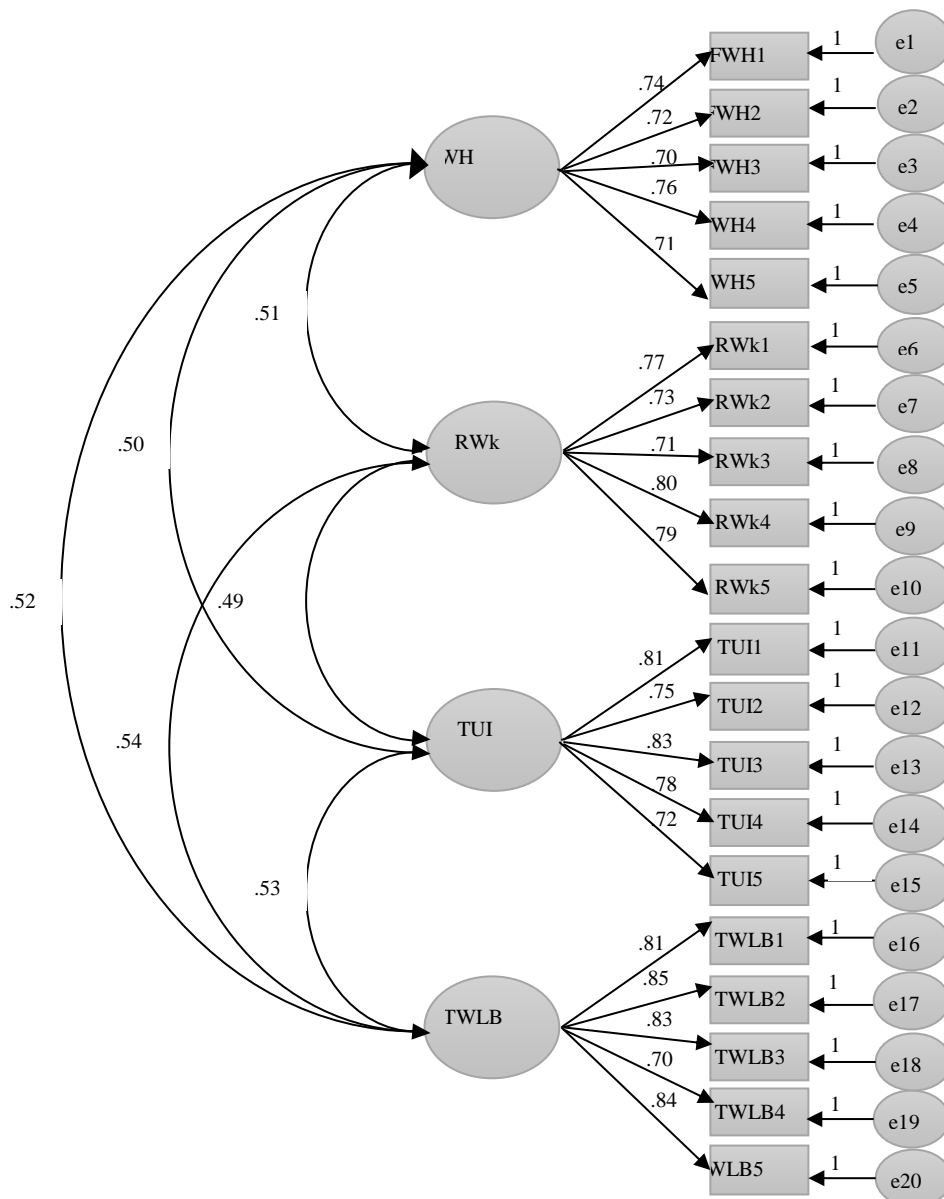 FWH1 1 e1
.74
FWH2 1 e2
.72
WH
.70 FWH3 1 e3
.76
WH4 1 e4
.71
WH5 1 e5
.51
RWk1 1 e6
.77
RWk2 1 e7
.73
.50
RWk
.71 RWk3 1 e8
.80
RWk4 1 e9
.79
RWk5 1 e10
.52
.49
TUI1 1 e11
.81
TUI2 1 e12
.75
TUI
.54
.83 TUI3 1 e13
.78
TUI4 1 e14
.72
TUI5 1 e15
.53
TWLB1 1 e16
.81
TWLB2 1 e17
.85
TWLB
.83 TWLB3 1 e18
.70
TWLB4 1 e19
.84
WLB5 1 e20